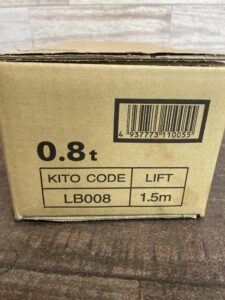 4 937773 110055
0.8t
KITO CODE LIFT
LB008 1.5m